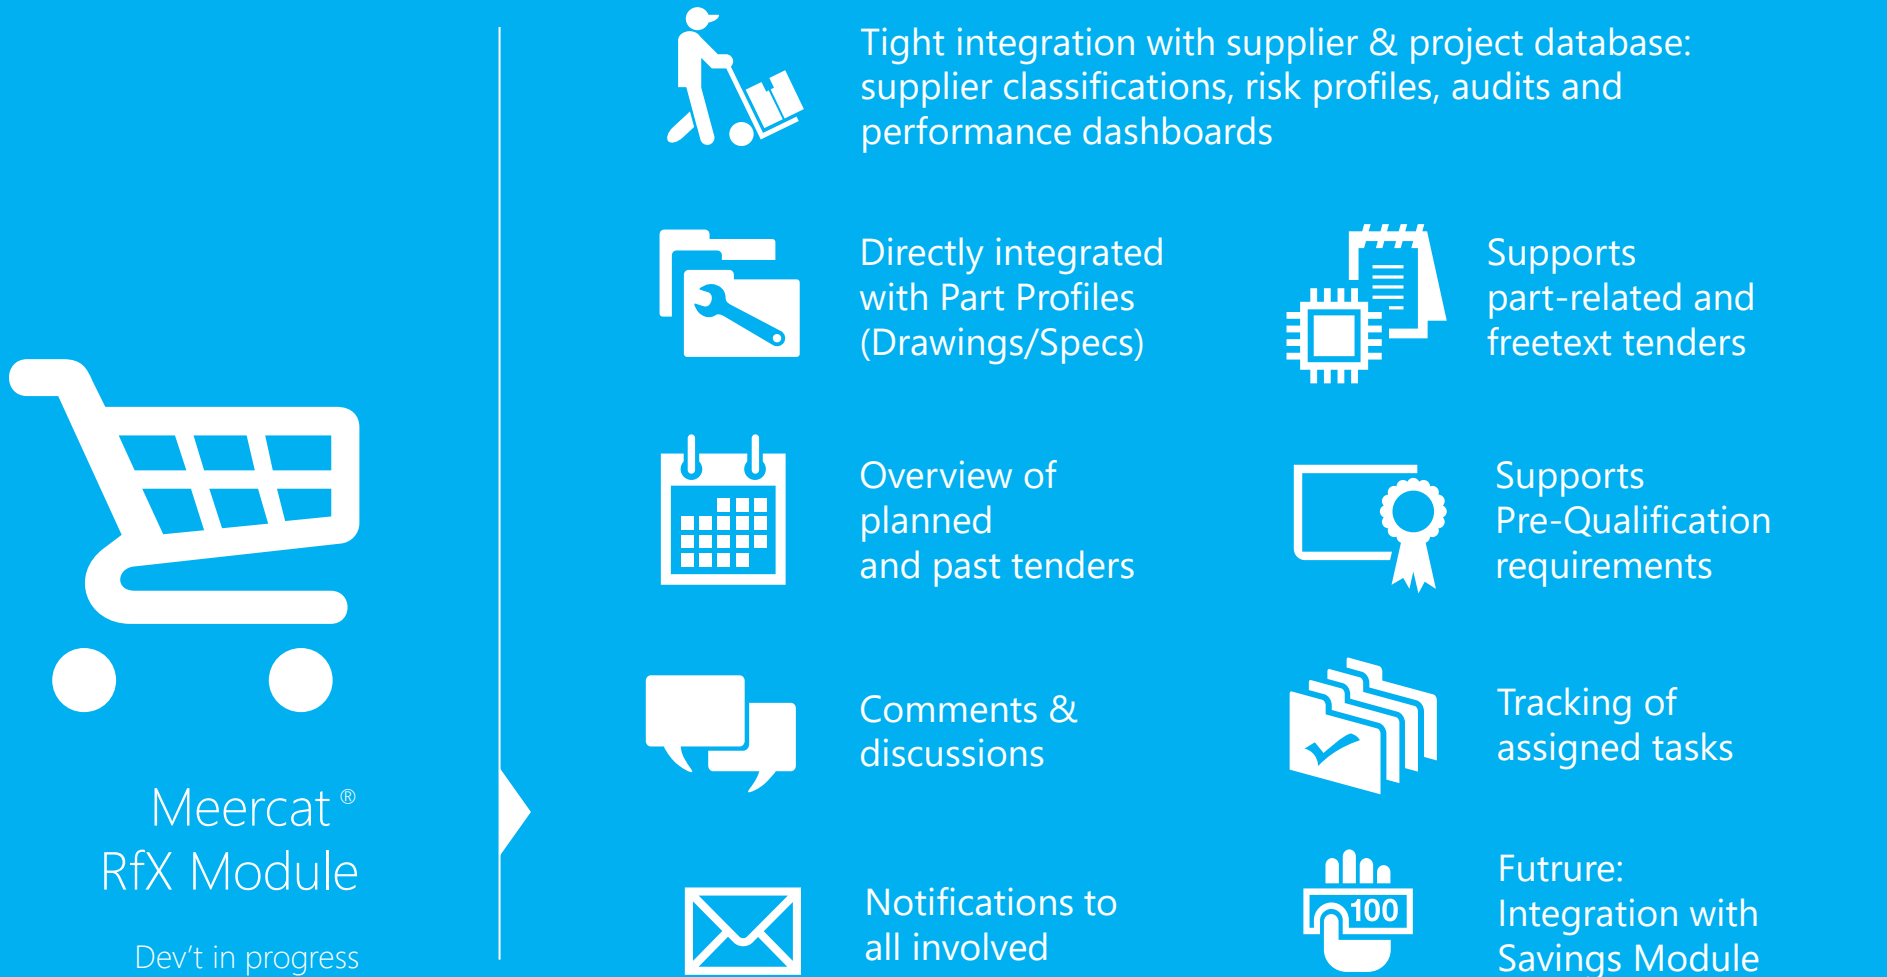 Tight integration with supplier & project database:
supplier classifications, risk profiles, audits and
performance dashboards
Directly integrated
with Part Profiles
(Drawings/Specs)
Supports
part-related and
freetext tenders
Overview of
planned
and past tenders
Supports
Pre-Qualification
requirements
Comments &
discussions
Tracking of
assigned tasks
Meercat ®
RfX Module
Dev't in progress
Notifications to
all involved
100
Futrure:
Integration with
Savings Module